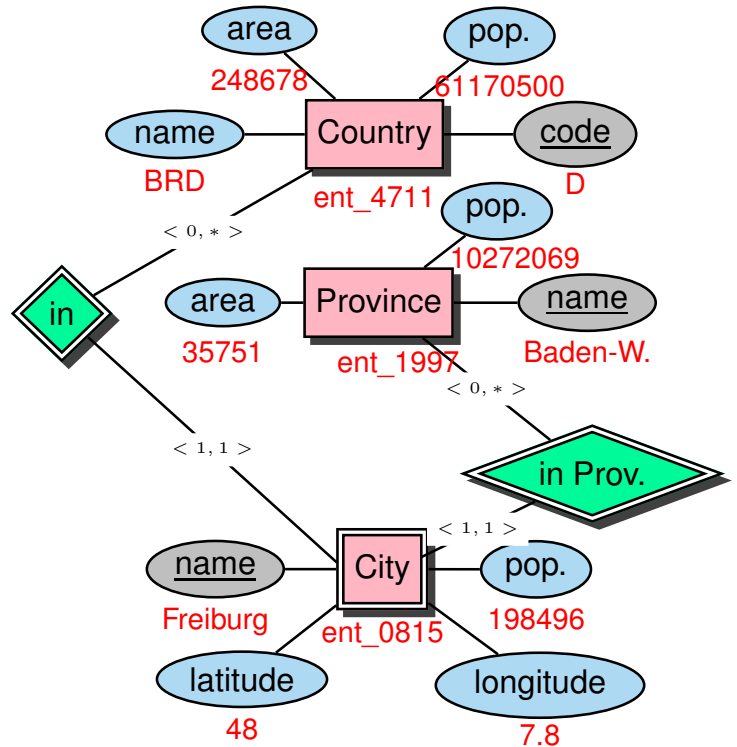 area
pop.
248678
61170500
name
Country
code
BRD
ent_4711
D
pop.
< 0, * >
10272069
in
area
Province
name
35751
ent_1997
Baden-W.
< 0, * >
< 1, 1 >
in Prov.
< 1, 1 >
name
City
pop.
Freiburg
ent_0815
198496
latitude
longitude
48
7.8